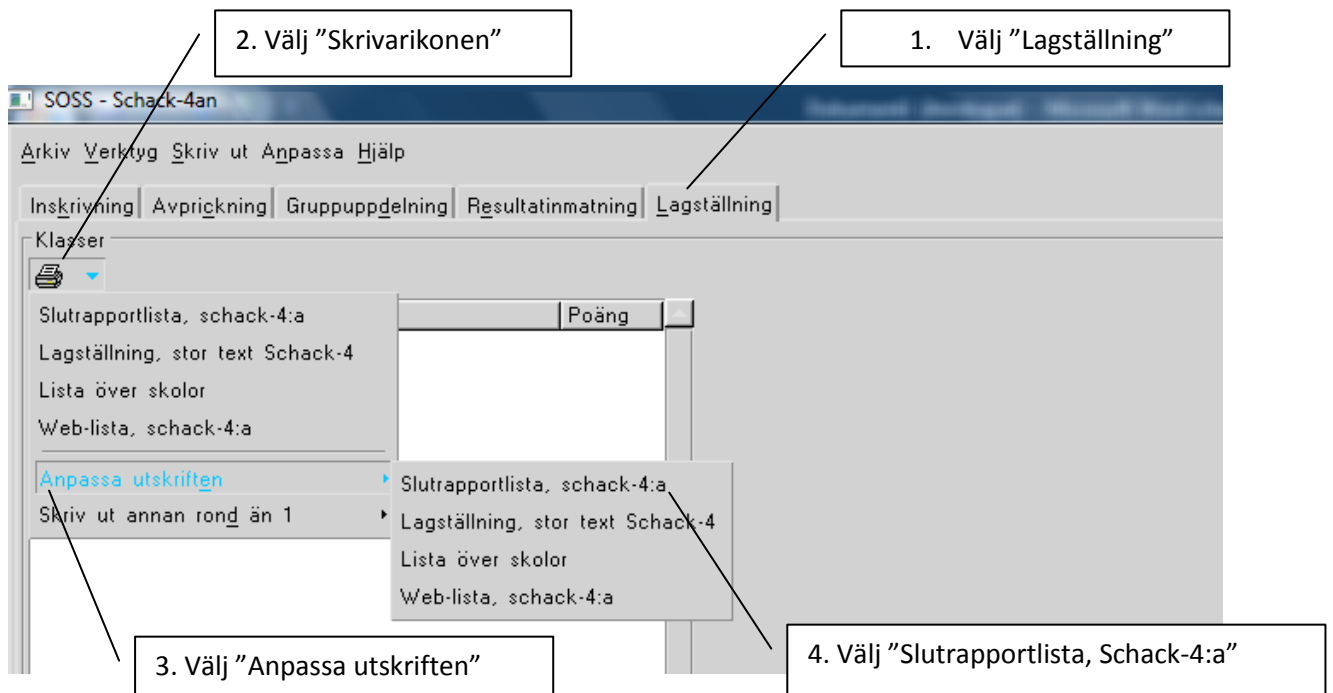 2. Välj ”Skrivarikonen”
1. Välj ”Lagställning”
SOSS - Schack-4an
Arkiv Verktyg Skriv ut Anpassa Hjälp
Inskrivning Avprickning Gruppuppdelning Resultatinmatning Lagställning
Klasser
Slutrapportlista, schack-4:a
Poäng
Lagställning, stor text Schack-4
Lista över skolor
Web-lista, schack-4:a
Anpassa utskriften
Skriv ut annan rond än 1
Slutrapportlista, schack-4:a
Lagställning, stor text Schack-4
Lista över skolor
Web-lista, schack-4:a
3. Välj ”Anpassa utskriften”
4. Välj ”Slutrapportlista, Schack-4:a”